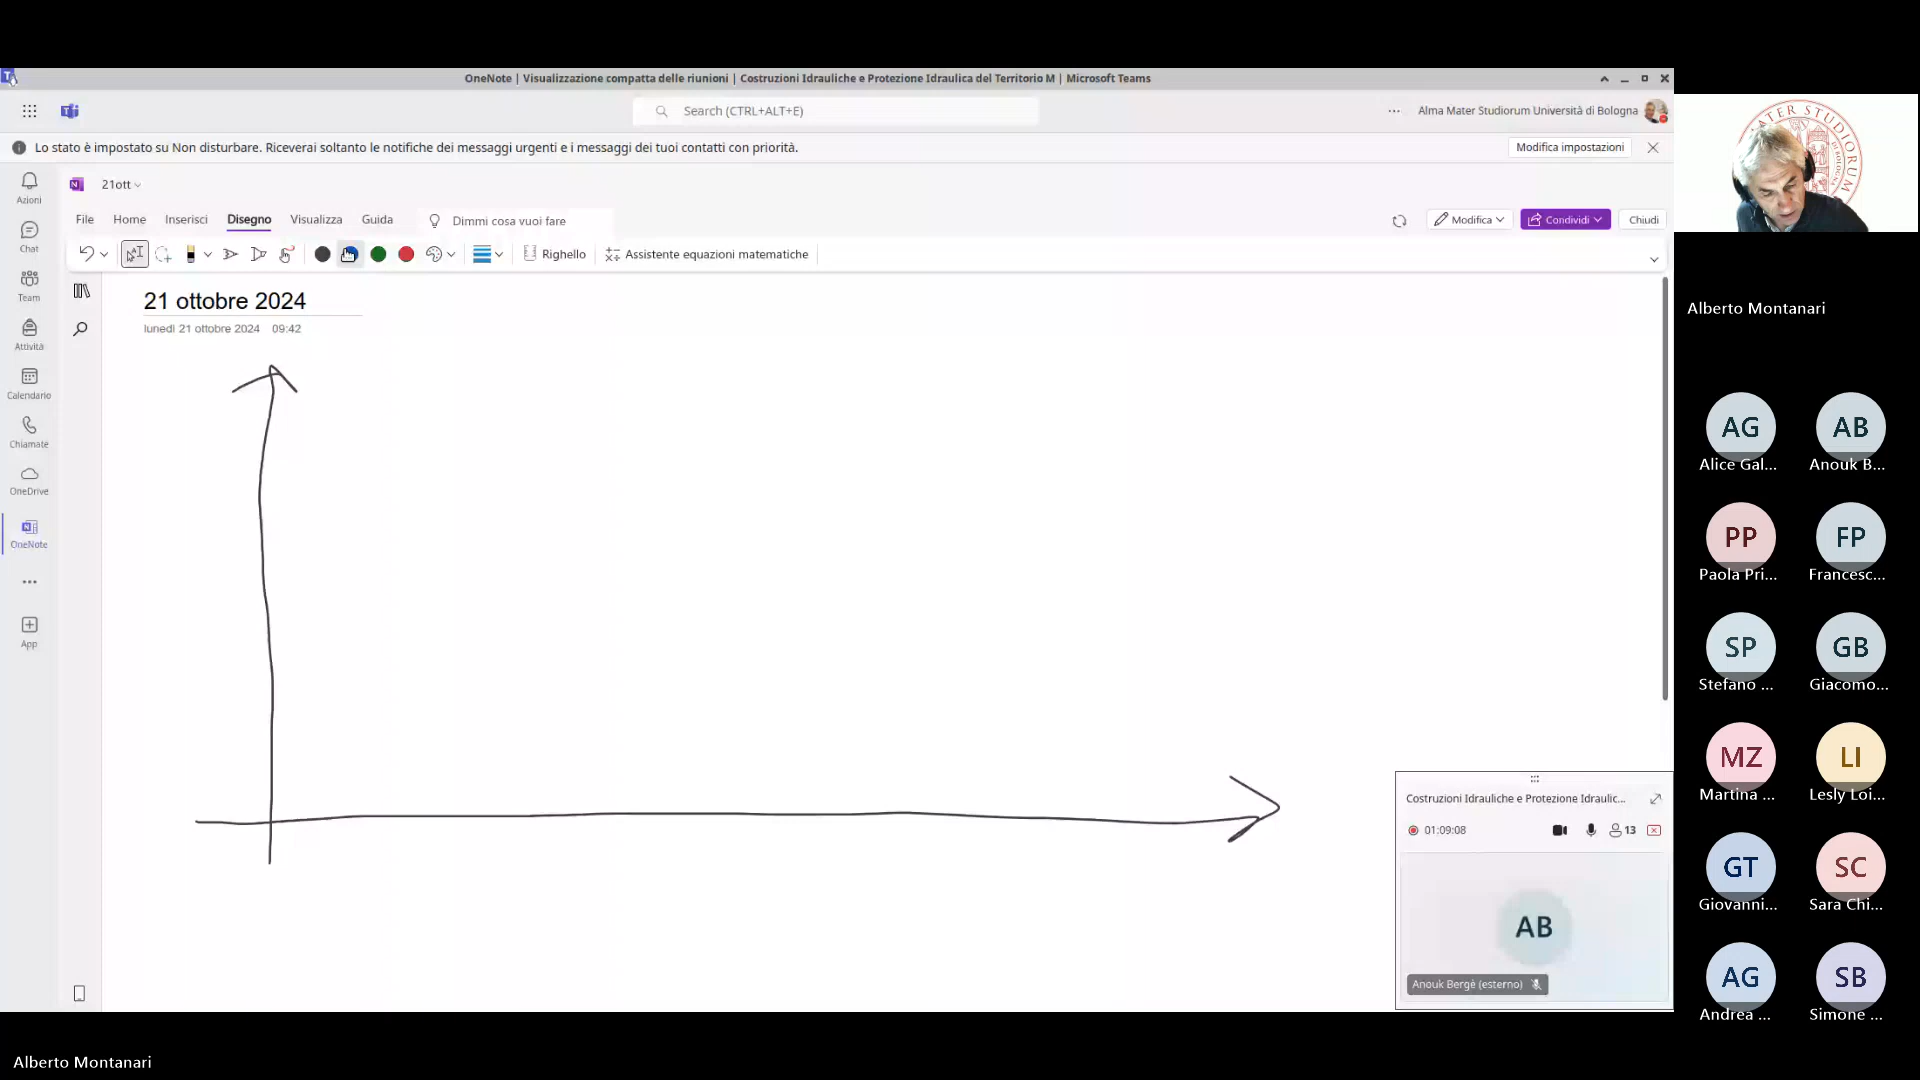 OneNote | Visualizzazione compatta delle riunioni | Costruzioni Idrauliche e Protezione Idraulica del Territorio M | Microsoft Teams
Search (CTRL+ALT+E)
Alma Mater Studiorum Università di Bologna
Lo stato è impostato su Non disturbare. Riceverai soltanto le notifiche dei messaggi urgenti e i messaggi dei tuoi contatti con priorità.
Modifica impostazioni
21ott
File Home Inserisci Disegno Visualizza Guida Dimmi cosa vuoi fare
Modifica Condividi Chiudi
Righello Assistente equazioni matematiche
Azioni
Chat
Team
Attività
Calendario
Chiamate
OneDrive
OneNote
App
21 ottobre 2024
lunedì 21 ottobre 2024 09:42
Costruzioni Idrauliche e Protezione Idraulic...
01:09:08
13
AB
Anouk Bergè (esterno)
Alberto Montanari
AG
Alice Gal...
AB
Anouk B...
PP
Paola Pri...
FP
Francesc...
SP
Stefano ...
GB
Giacomo...
MZ
Martina ...
LI
Lesly Loi...
GT
Giovanni...
SC
Sara Chi...
AG
Andrea ...
SB
Simone ...
Alberto Montanari